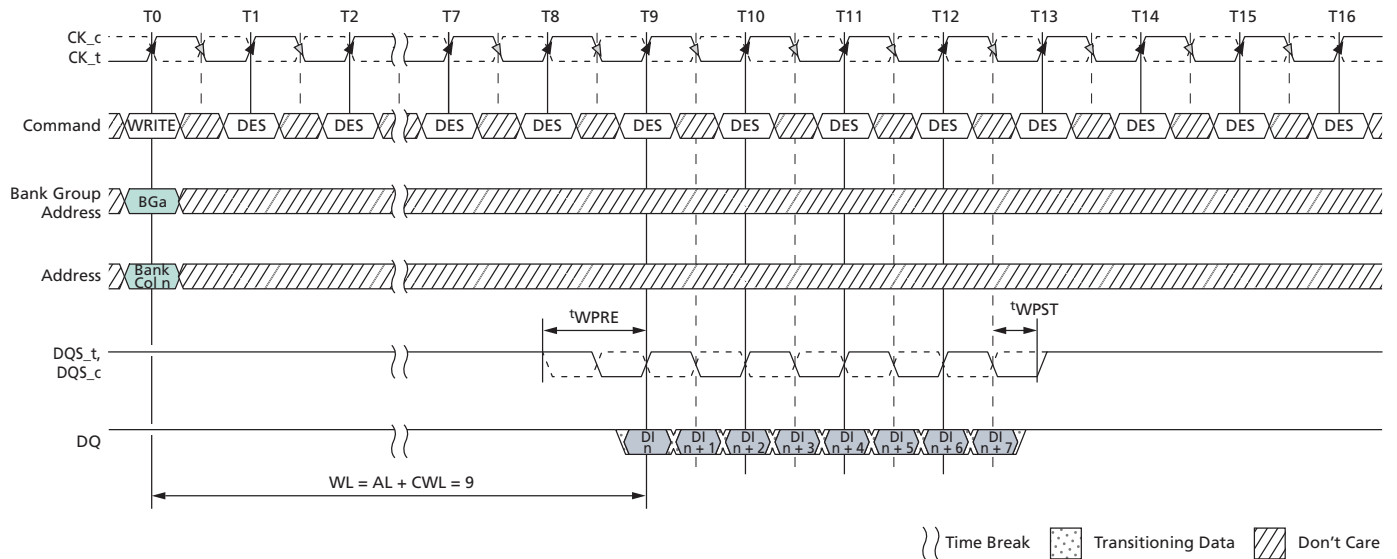 T0 T1 T2 T7 T8 T9 T10 T11 T12 T13 T14 T15 T16
CK_c
CK_t
Command WRITE DES DES DES DES DES DES DES DES DES DES DES DES
Bank Group
Address
BGa
Address
Bank
Col n
tWPRE tWPST
DQS_t,
DQS_c
DQ
DI
n
DI
n + 1
DI
n + 2
DI
n + 3
DI
n + 4
DI
n + 5
DI
n + 6
DI
n + 7
WL = AL + CWL = 9
Time Break Transitioning Data Don't Care